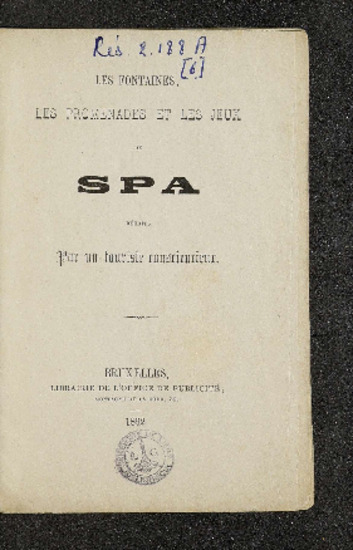 Rés 2.188 A
[6]
LES FONTAINES,
LES PROMENADES ET LES JEUX
DE
SPA
Par un touriste consciencieux.
BRUXELLES,
LIBRAIRIE DE L'OFFICE DE PUBLICITÉ,